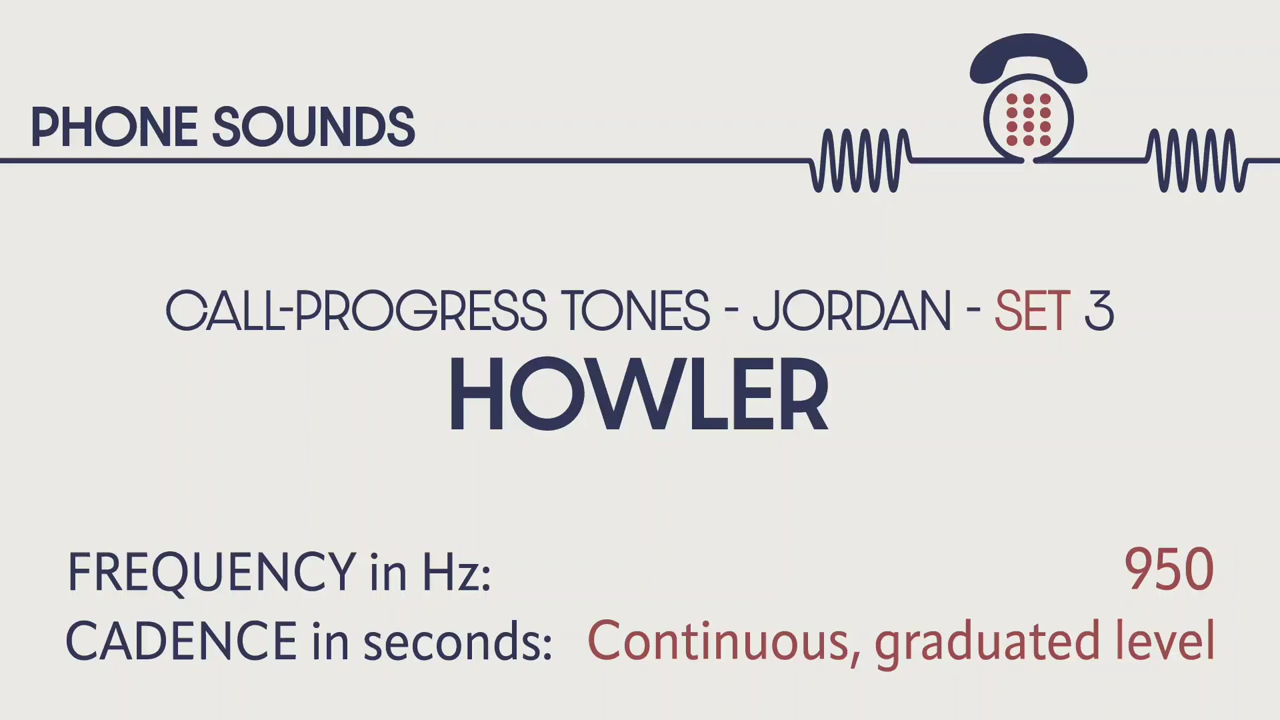 PHONE SOUNDS
CALL-PROGRESS TONES - JORDAN - SET 3
HOWLER
FREQUENCY in Hz: 950
CADENCE in seconds: Continuous, graduated level